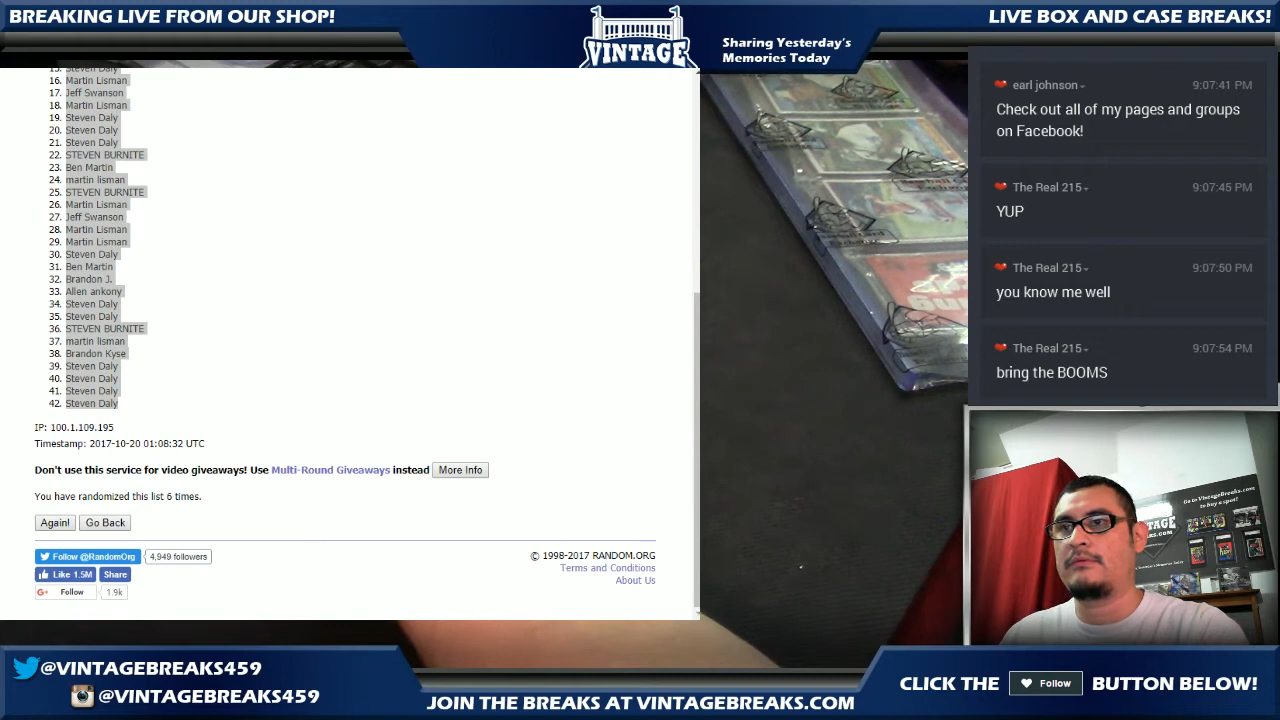 BREAKING LIVE FROM OUR SHOP!
VINTAGE
Sharing Yesterday's
Memories Today
LIVE BOX AND CASE BREAKS!
15. Steven Daly
16. Martin Lisman
17. Jeff Swanson
18. Martin Lisman
19. Steven Daly
20. Steven Daly
21. Steven Daly
22. STEVEN BURNITE
23. Ben Martin
24. martin lisman
25. STEVEN BURNITE
26. Martin Lisman
27. Jeff Swanson
28. Martin Lisman
29. Martin Lisman
30. Steven Daly
31. Ben Martin
32. Brandon J.
33. Allen ankony
34. Steven Daly
35. Steven Daly
36. STEVEN BURNITE
37. martin lisman
38. Brandon Kyse
39. Steven Daly
40. Steven Daly
41. Steven Daly
42. Steven Daly
IP: 100.1.109.195
Timestamp: 2017-10-20 01:08:32 UTC
Don't use this service for video giveaways! Use Multi-Round Giveaways instead More Info
You have randomized this list 6 times.
Again! Go Back
Follow @RandomOrg 4,949 followers
Like 1.5M Share
G+ Follow 1.9k
© 1998-2017 RANDOM.ORG
Terms and Conditions
About Us
earl johnson 9:07:41 PM
Check out all of my pages and groups
on Facebook!
The Real 215 9:07:45 PM
YUP
The Real 215 9:07:50 PM
you know me well
The Real 215 9:07:54 PM
bring the BOOMS
Go to VintageBreaks.com
to buy a spot!
@VINTAGEBREAKS459
@VINTAGEBREAKS459
JOIN THE BREAKS AT VINTAGEBREAKS.COM
CLICK THE Follow BUTTON BELOW!